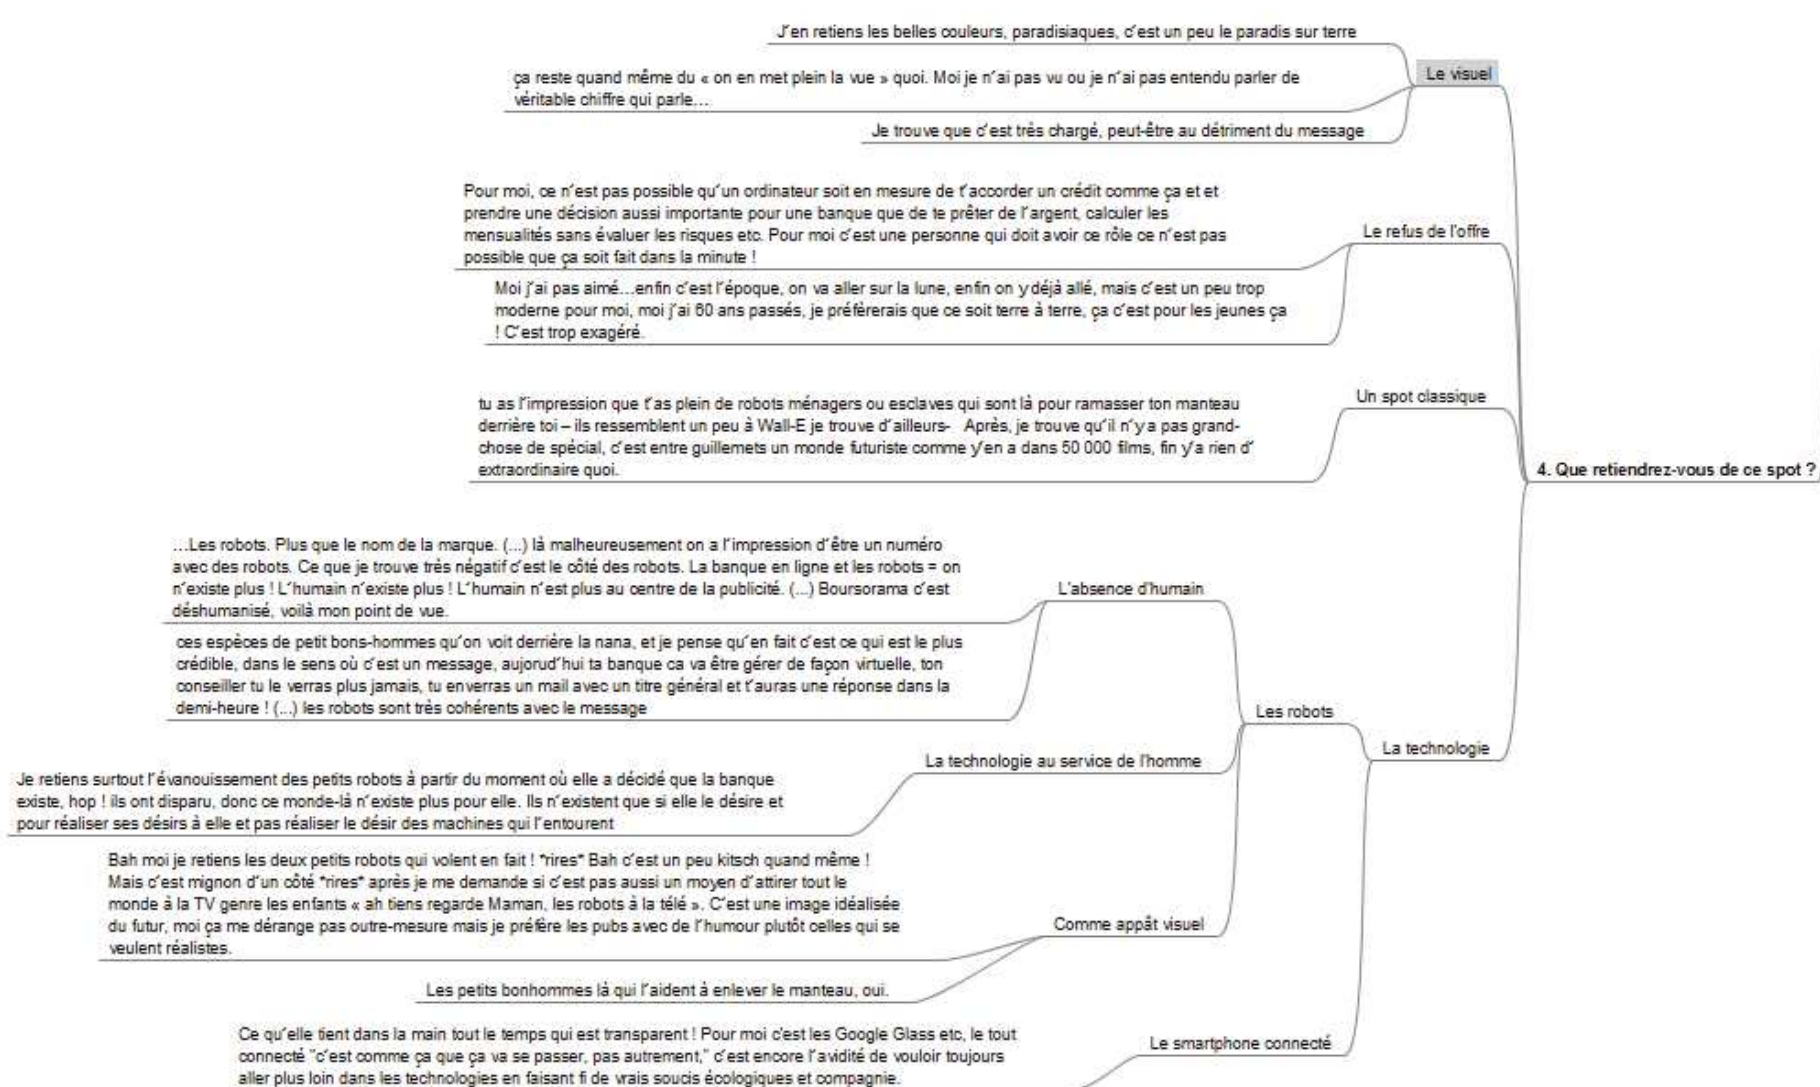 J'en retiens les belles couleurs, paradisiaques, c'est un peu le paradis sur terre
ça reste quand même du « on en met plein la vue » quoi. Moi je n'ai pas vu ou je n'ai pas entendu parler de
véritable chiffre qui parle…
Je trouve que c'est très chargé, peut-être au détriment du message
Le visuel
Pour moi, ce n'est pas possible qu'un ordinateur soit en mesure de t'accorder un crédit comme ça et et
prendre une décision aussi importante pour une banque que de te prêter de l'argent, calculer les
mensualités sans évaluer les risques etc. Pour moi c'est une personne qui doit avoir ce rôle ce n'est pas
possible que ça soit fait dans la minute !
Moi j'ai pas aimé…enfin c'est l'époque, on va aller sur la lune, enfin on y déjà allé, mais c'est un peu trop
moderne pour moi, moi j'ai 60 ans passés, je préfèrerais que ce soit terre à terre, ça c'est pour les jeunes ça
! C'est trop exagéré.
Le refus de l'offre
tu as l'impression que t'as plein de robots ménagers ou esclaves qui sont là pour ramasser ton manteau
derrière toi – ils ressemblent un peu à Wall-E je trouve d'ailleurs- Après, je trouve qu'il n'y a pas grand-
chose de spécial, c'est entre guillemets un monde futuriste comme y'en a dans 50 000 films, fin y'a rien d'
extraordinaire quoi.
Un spot classique
4. Que retiendrez-vous de ce spot ?
…Les robots. Plus que le nom de la marque. (...) là malheureusement on a l'impression d'être un numéro
avec des robots. Ce que je trouve très négatif c'est le côté des robots. La banque en ligne et les robots = on
n'existe plus ! L'humain n'existe plus ! L'humain n'est plus au centre de la publicité. (...) Boursorama c'est
déshumanisé, voilà mon point de vue.
ces espèces de petit bons-hommes qu'on voit derrière la nana, et je pense qu'en fait c'est ce qui est le plus
crédible, dans le sens où c'est un message, aujorud'hui ta banque ca va être gérer de façon virtuelle, ton
conseiller tu le verras plus jamais, tu enverras un mail avec un titre général et t'auras une réponse dans la
demi-heure ! (...) les robots sont très cohérents avec le message
L'absence d'humain
Je retiens surtout l'évanouissement des petits robots à partir du moment où elle a décidé que la banque
existe, hop ! ils ont disparu, donc ce monde-là n'existe plus pour elle. Ils n'existent que si elle le désire et
pour réaliser ses désirs à elle et pas réaliser le désir des machines qui l'entourent
La technologie au service de l'homme
Bah moi je retiens les deux petits robots qui volent en fait ! *rires* Bah c'est un peu kitsch quand même !
Mais c'est mignon d'un côté *rires* après je me demande si c'est pas aussi un moyen d'attirer tout le
monde à la TV genre les enfants « ah tiens regarde Maman, les robots à la télé ». C'est une image idéalisée
du futur, moi ça me dérange pas outre-mesure mais je préfère les pubs avec de l'humour plutôt celles qui se
veulent réalistes.
Les petits bonhommes là qui l'aident à enlever le manteau, oui.
Comme appât visuel
Les robots
La technologie
Ce qu'elle tient dans la main tout le temps qui est transparent ! Pour moi c'est les Google Glass etc, le tout
connecté "c'est comme ça que ça va se passer, pas autrement," c'est encore l'avidité de vouloir toujours
aller plus loin dans les technologies en faisant fi de vrais soucis écologiques et compagnie.
Le smartphone connecté